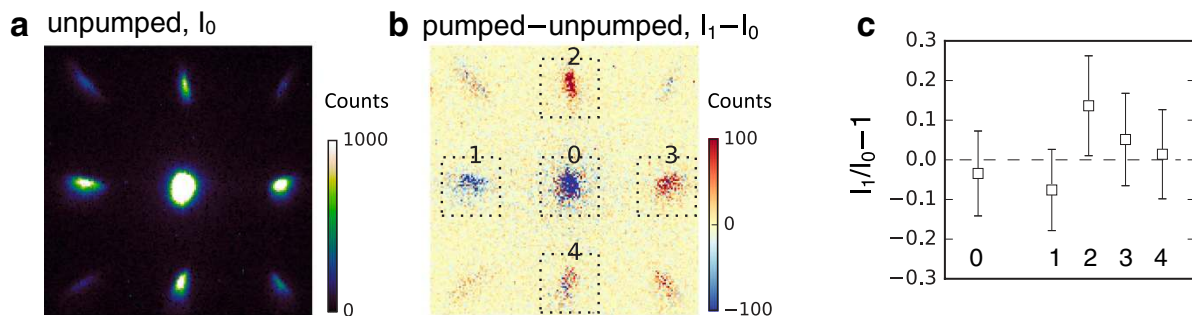 a unpumped, I0
Counts
1000
0
b pumped−unpumped, I1−I0
2
1
0
3
4
Counts
100
0
−100
c
I1/I0−1
0.3
0.2
0.1
0.0
−0.1
−0.2
−0.3
0 1 2 3 4